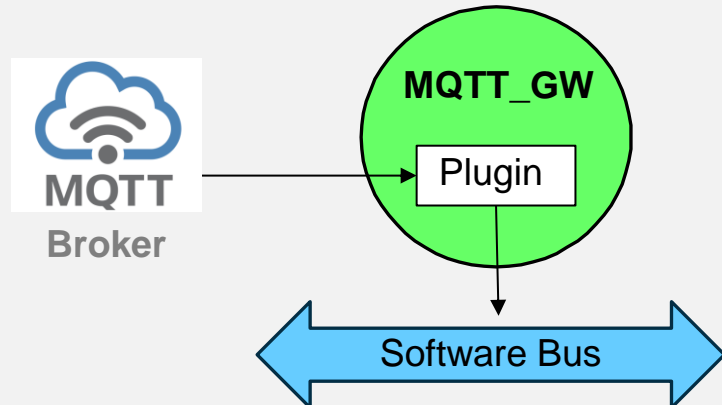 MQTT_GW
Plugin
MQTT
Broker
Software Bus